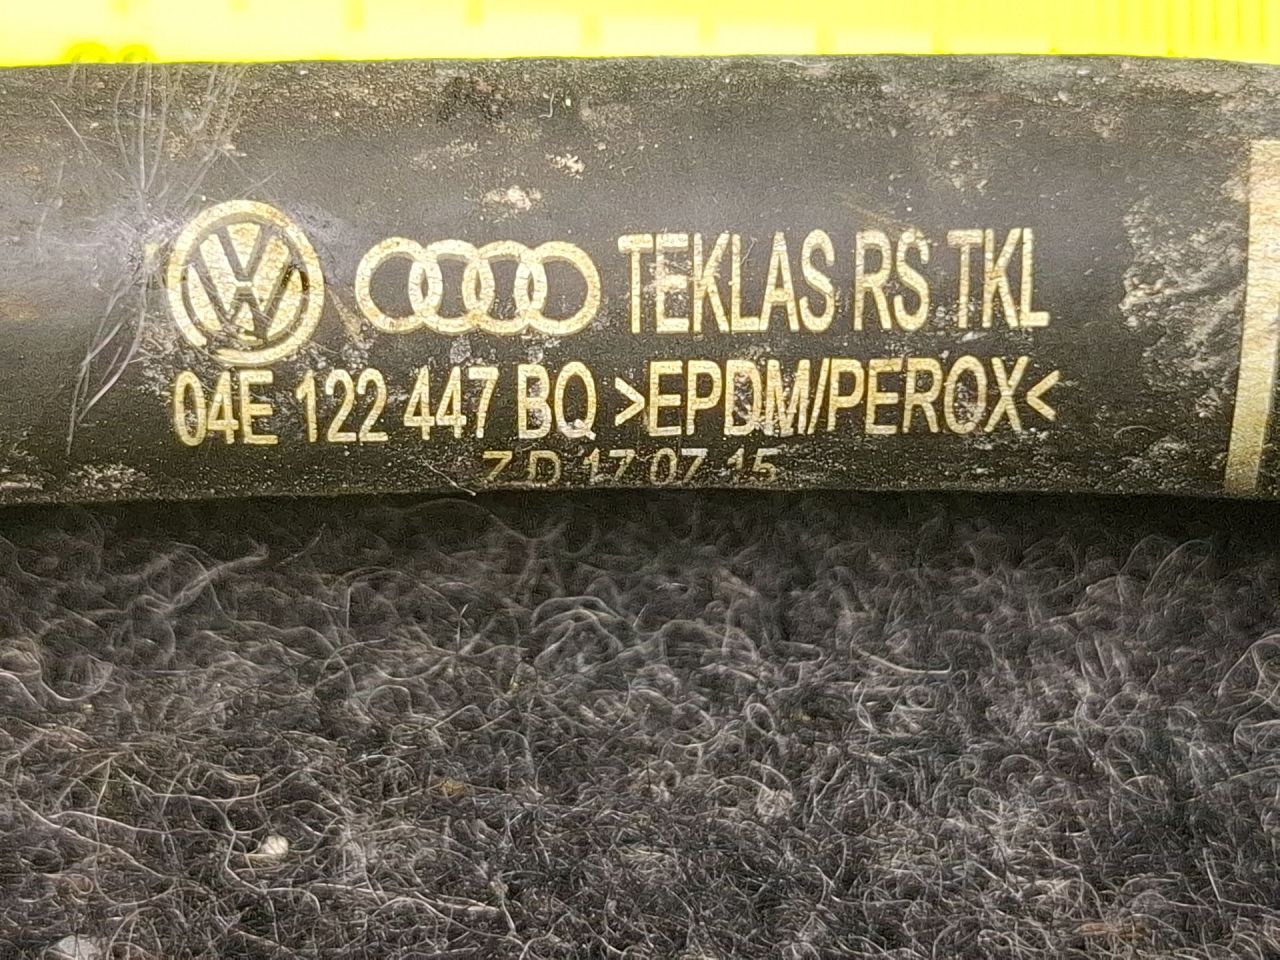 TEKLAS RS TKL
04E 122 447 BQ >EPDM/PEROX<
Z D 17 07 15